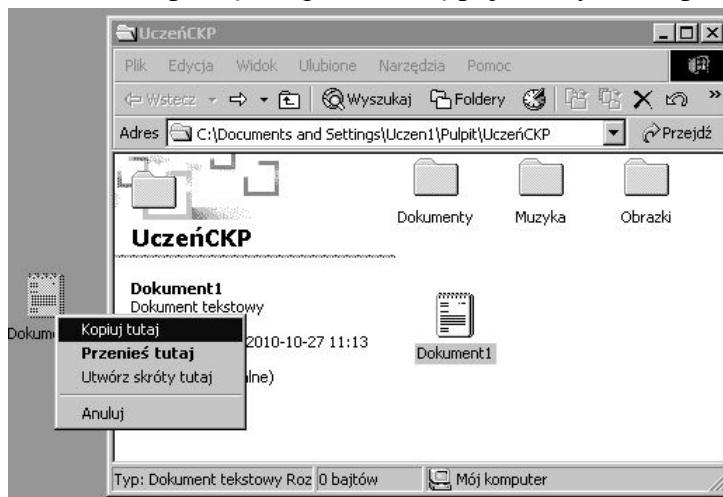 UczeńCKP
Plik Edycja Widok Ulubione Narzędzia Pomoc
Wstecz Wyszukaj Foldery »
Adres C:\Documents and Settings\Uczen1\Pulpit\UczeńCKP Przejdź
Dokumenty Muzyka Obrazki
UczeńCKP
Dokument1
Dokument tekstowy
Kopiuj tutaj
2010-10-27 11:13
Przenieś tutaj
Dokument1
Utwórz skróty tutaj
Anuluj
Typ: Dokument tekstowy Roz 0 bajtów Mój komputer